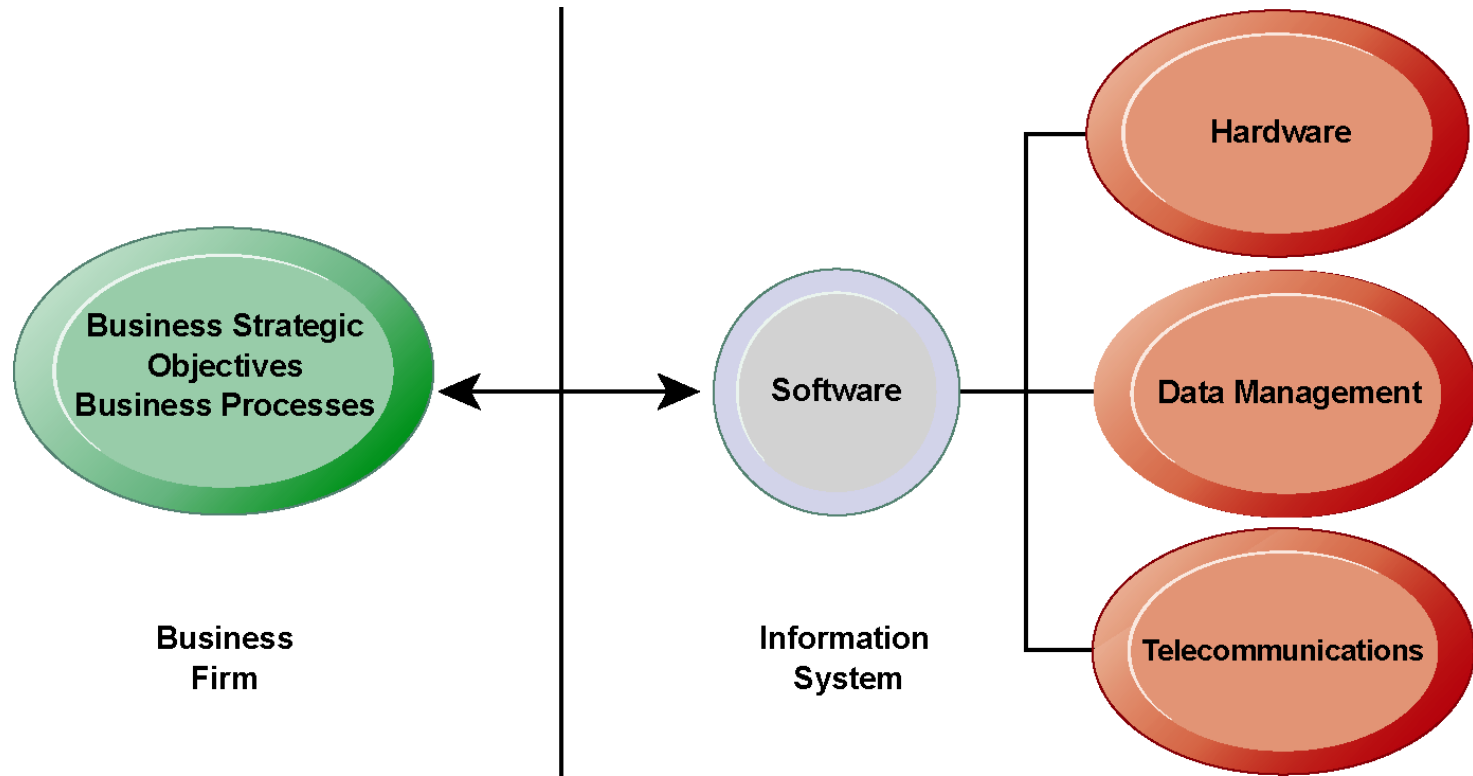 Business Strategic
Objectives
Business Processes
Business
Firm
Software
Information
System
Hardware
Data Management
Telecommunications